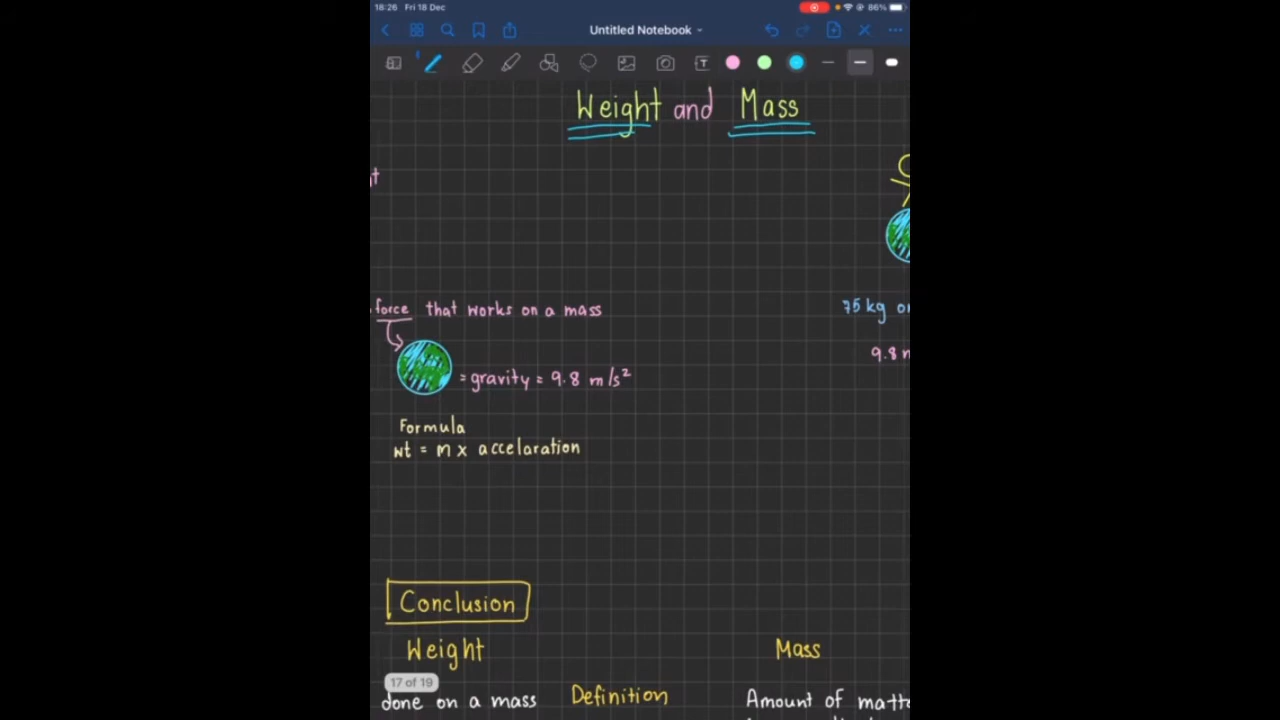 18:26 Fri 18 Dec
86%
Untitled Notebook
Weight and Mass
force that works on a mass
75 kg
= gravity = 9.8 m/s²
9.8
Formula
wt = m x accelaration
Conclusion
Weight
Mass
17 of 19
done on a mass
Definition
Amount of matte